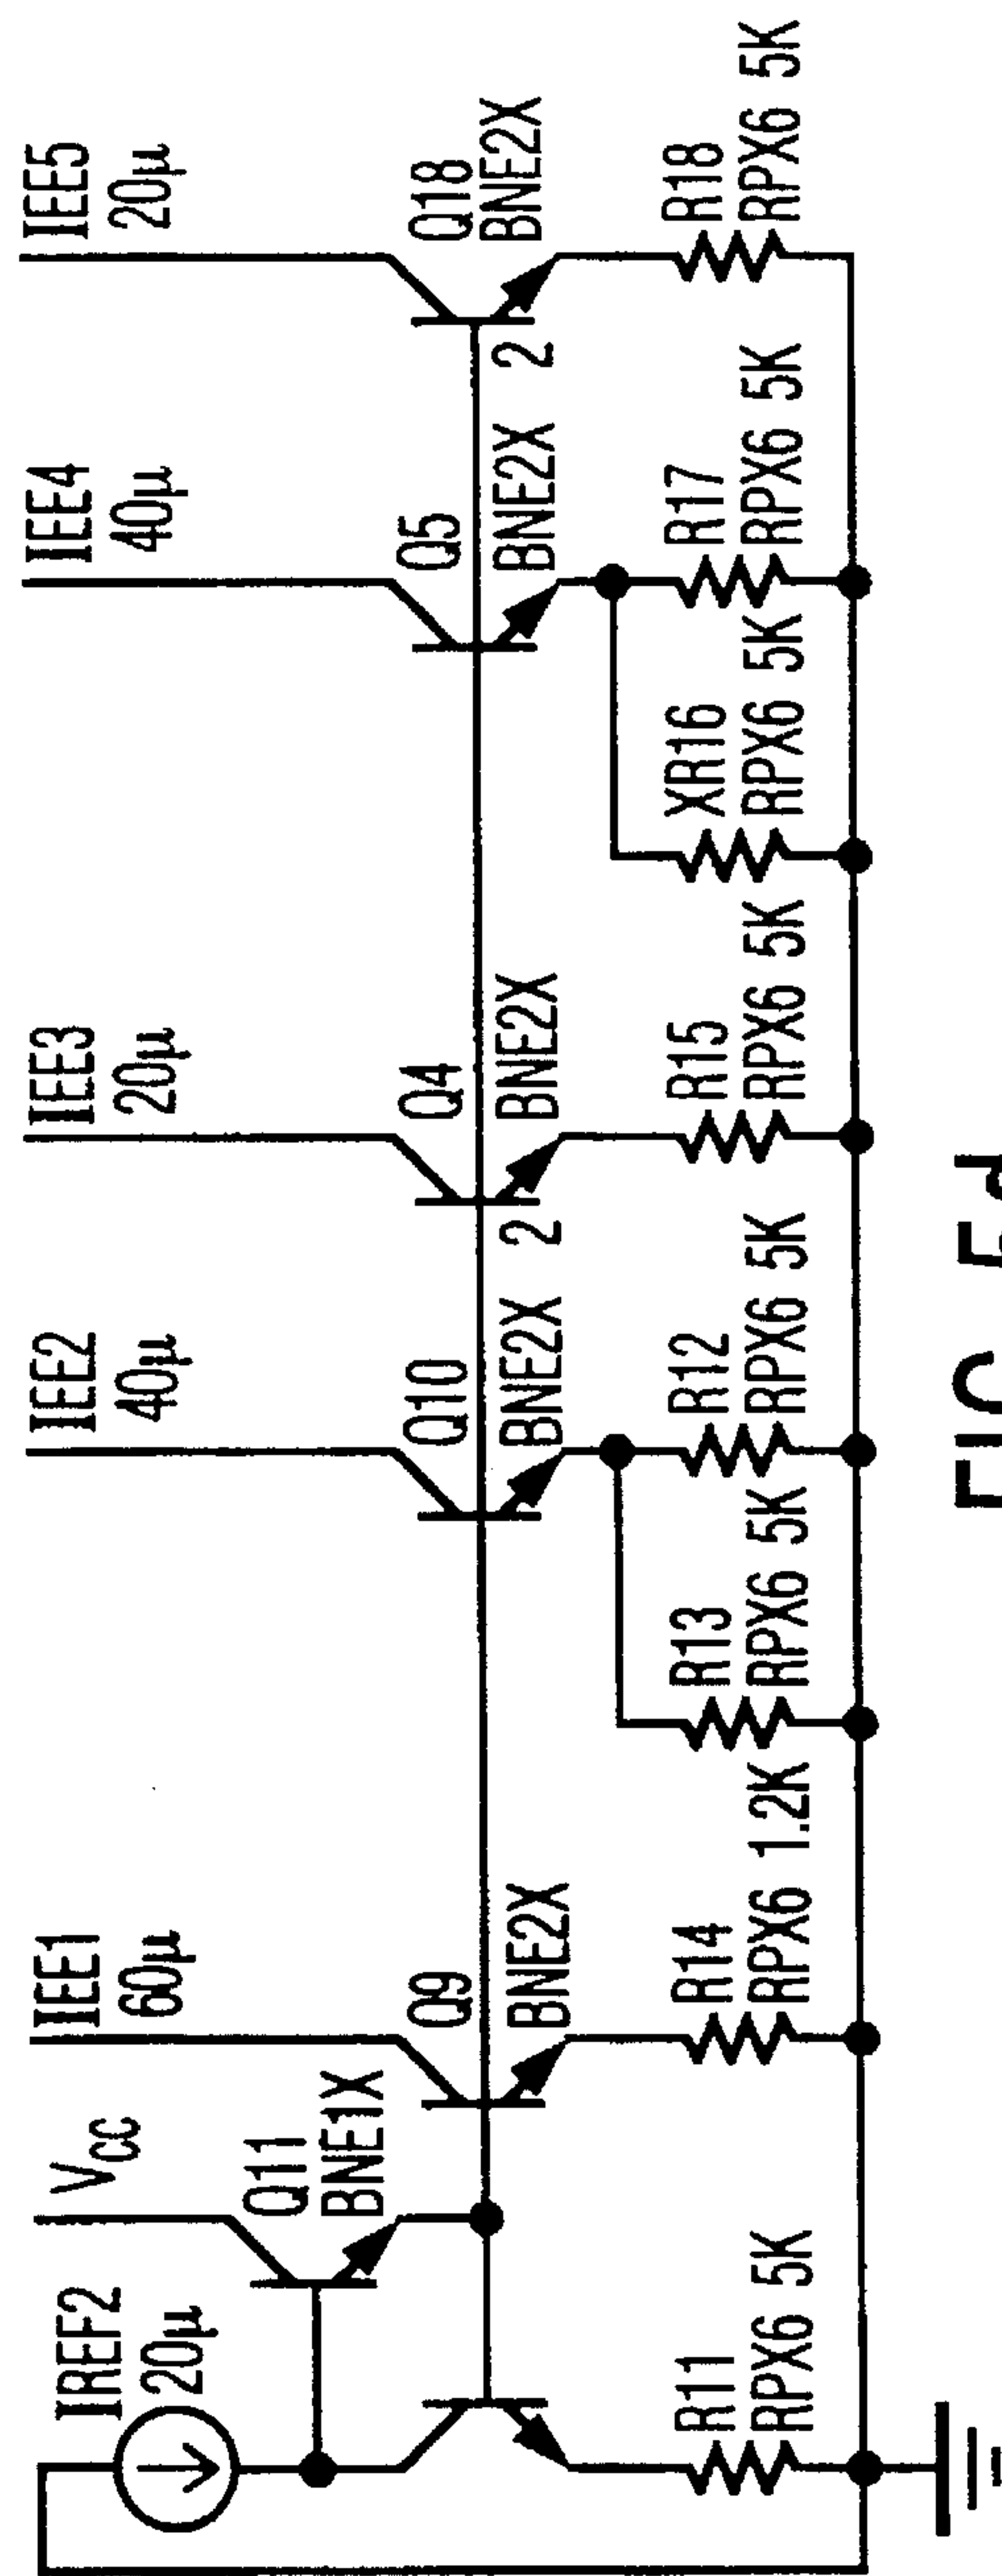 IREF2
20µ
VCC
Q11
BNE1X
R11
RPX6 5K
IEE1
60µ
Q9
BNE2X
R14
RPX6 1.2K
R13
RPX6 5K
IEE2
40µ
Q10
BNE2X 2
R12
RPX6 5K
IEE3
20µ
Q4
BNE2X
R15
RPX6 5K
XR16
RPX6 5K
IEE4
40µ
Q5
BNE2X 2
R17
RPX6 5K
IEE5
20µ
Q18
BNE2X
R18
RPX6 5K